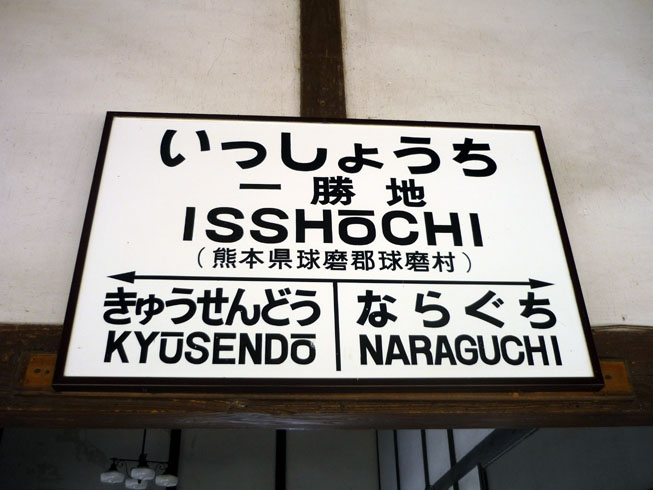 いっしょうち
一勝地
ISSHōCHI
(熊本県球磨郡球磨村)
きゅうせんどう ならぐち
KYūSENDō NARAGUCHI